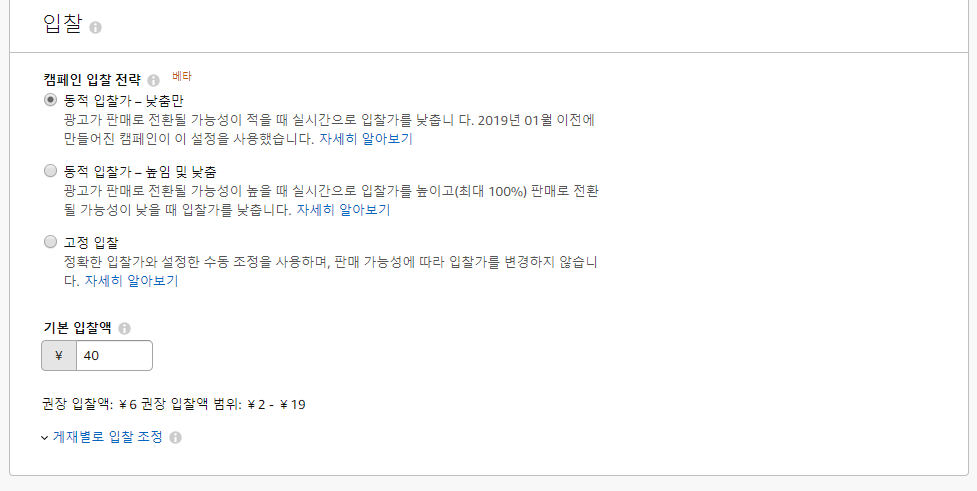 입찰
캠페인 입찰 전략 베타
동적 입찰가 – 낮춤만
광고가 판매로 전환될 가능성이 적을 때 실시간으로 입찰가를 낮춥니 다. 2019년 01월 이전에
만들어진 캠페인이 이 설정을 사용했습니다. 자세히 알아보기
동적 입찰가 – 높임 및 낮춤
광고가 판매로 전환될 가능성이 높을 때 실시간으로 입찰가를 높이고(최대 100%) 판매로 전환
될 가능성이 낮을 때 입찰가를 낮춥니다. 자세히 알아보기
고정 입찰
정확한 입찰가와 설정한 수동 조정을 사용하며, 판매 가능성에 따라 입찰가를 변경하지 않습니
다. 자세히 알아보기
기본 입찰액
¥ 40
권장 입찰액: ¥6 권장 입찰액 범위: ¥2 - ¥19
게재별로 입찰 조정